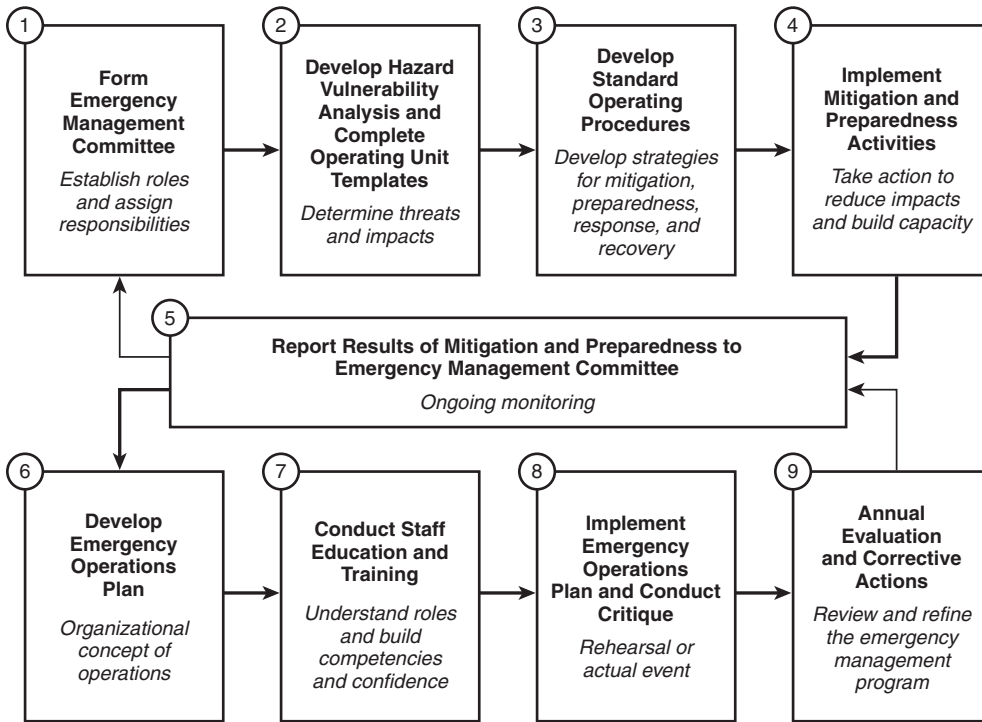 1
Form
Emergency
Management
Committee
Establish roles
and assign
responsibilities
2
Develop Hazard
Vulnerability
Analysis and
Complete
Operating Unit
Templates
Determine threats
and impacts
3
Develop
Standard
Operating
Procedures
Develop strategies
for mitigation,
preparedness,
response, and
recovery
4
Implement
Mitigation and
Preparedness
Activities
Take action to
reduce impacts
and build capacity
5
Report Results of Mitigation and Preparedness to
Emergency Management Committee
Ongoing monitoring
6
Develop
Emergency
Operations
Plan
Organizational
concept of
operations
7
Conduct Staff
Education and
Training
Understand roles
and build
competencies
and confidence
8
Implement
Emergency
Operations
Plan and Conduct
Critique
Rehearsal or
actual event
9
Annual
Evaluation
and Corrective
Actions
Review and refine
the emergency
management
program